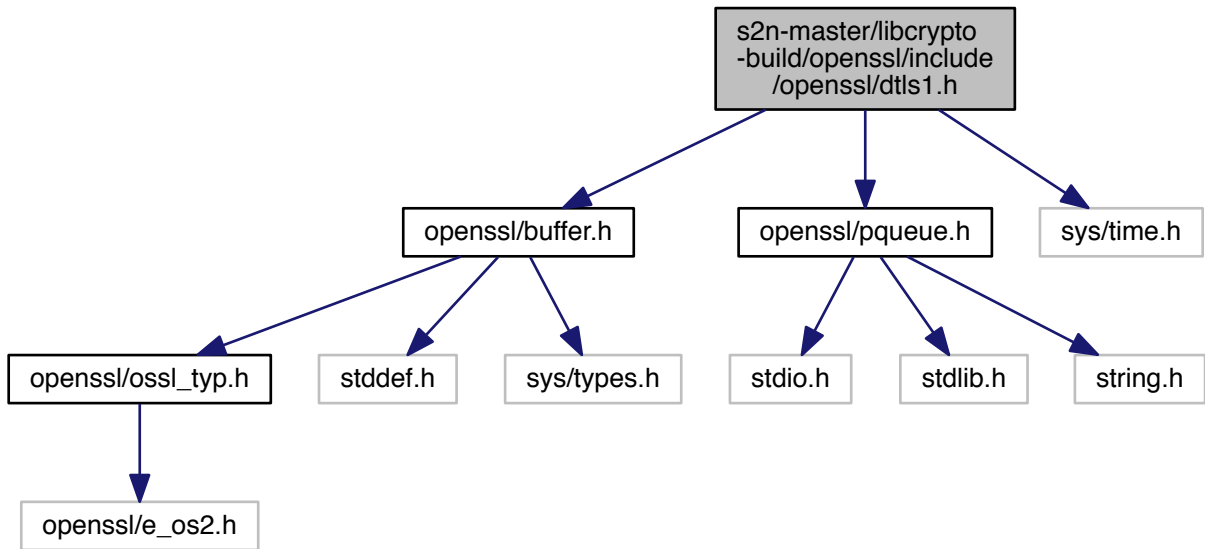 s2n-master/libcrypto
-build/openssl/include
/openssl/dtls1.h
openssl/buffer.h
openssl/pqueue.h
sys/time.h
openssl/ossl_typ.h
stddef.h
sys/types.h
stdio.h
stdlib.h
string.h
openssl/e_os2.h